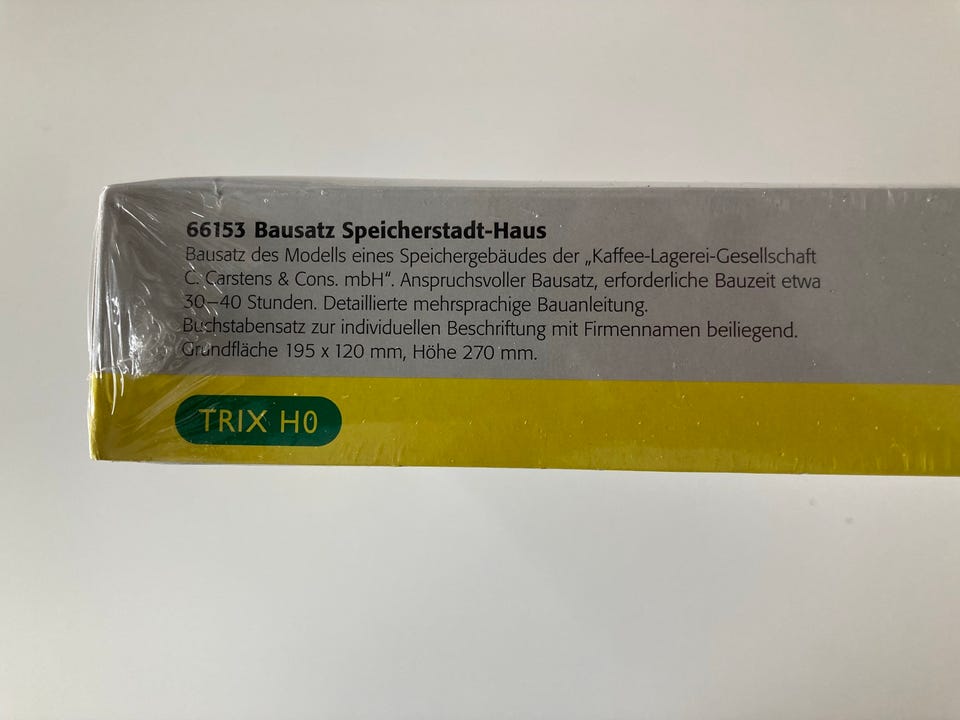 66153 Bausatz Speicherstadt-Haus
Bausatz des Modells eines Speichergebäudes der „Kaffee-Lagerei-Gesellschaft
C. Carstens & Cons. mbH“. Anspruchsvoller Bausatz, erforderliche Bauzeit etwa
30–40 Stunden. Detaillierte mehrsprachige Bauanleitung.
Buchstabensatz zur individuellen Beschriftung mit Firmennamen beiliegend.
Grundfläche 195 x 120 mm, Höhe 270 mm.
TRIX H0